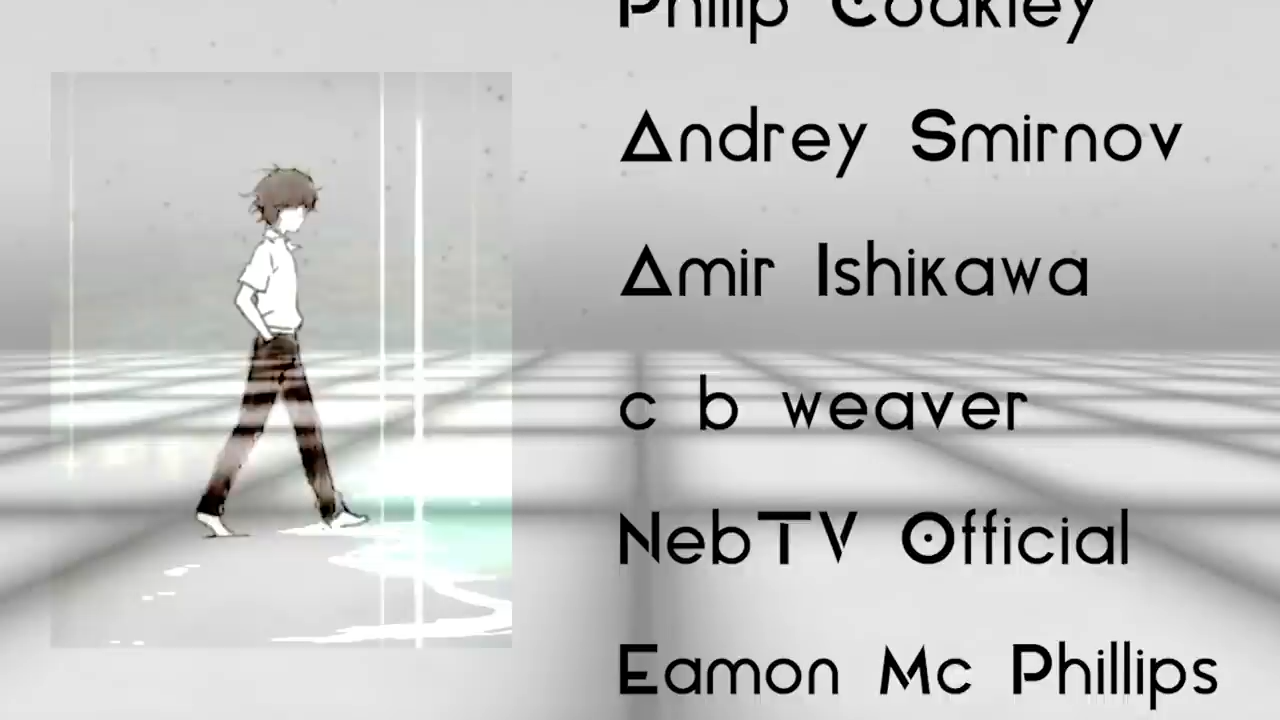 Philip Coakley
Andrey Smirnov
Amir Ishikawa
c b weaver
NebTV Official
Eamon Mc Phillips